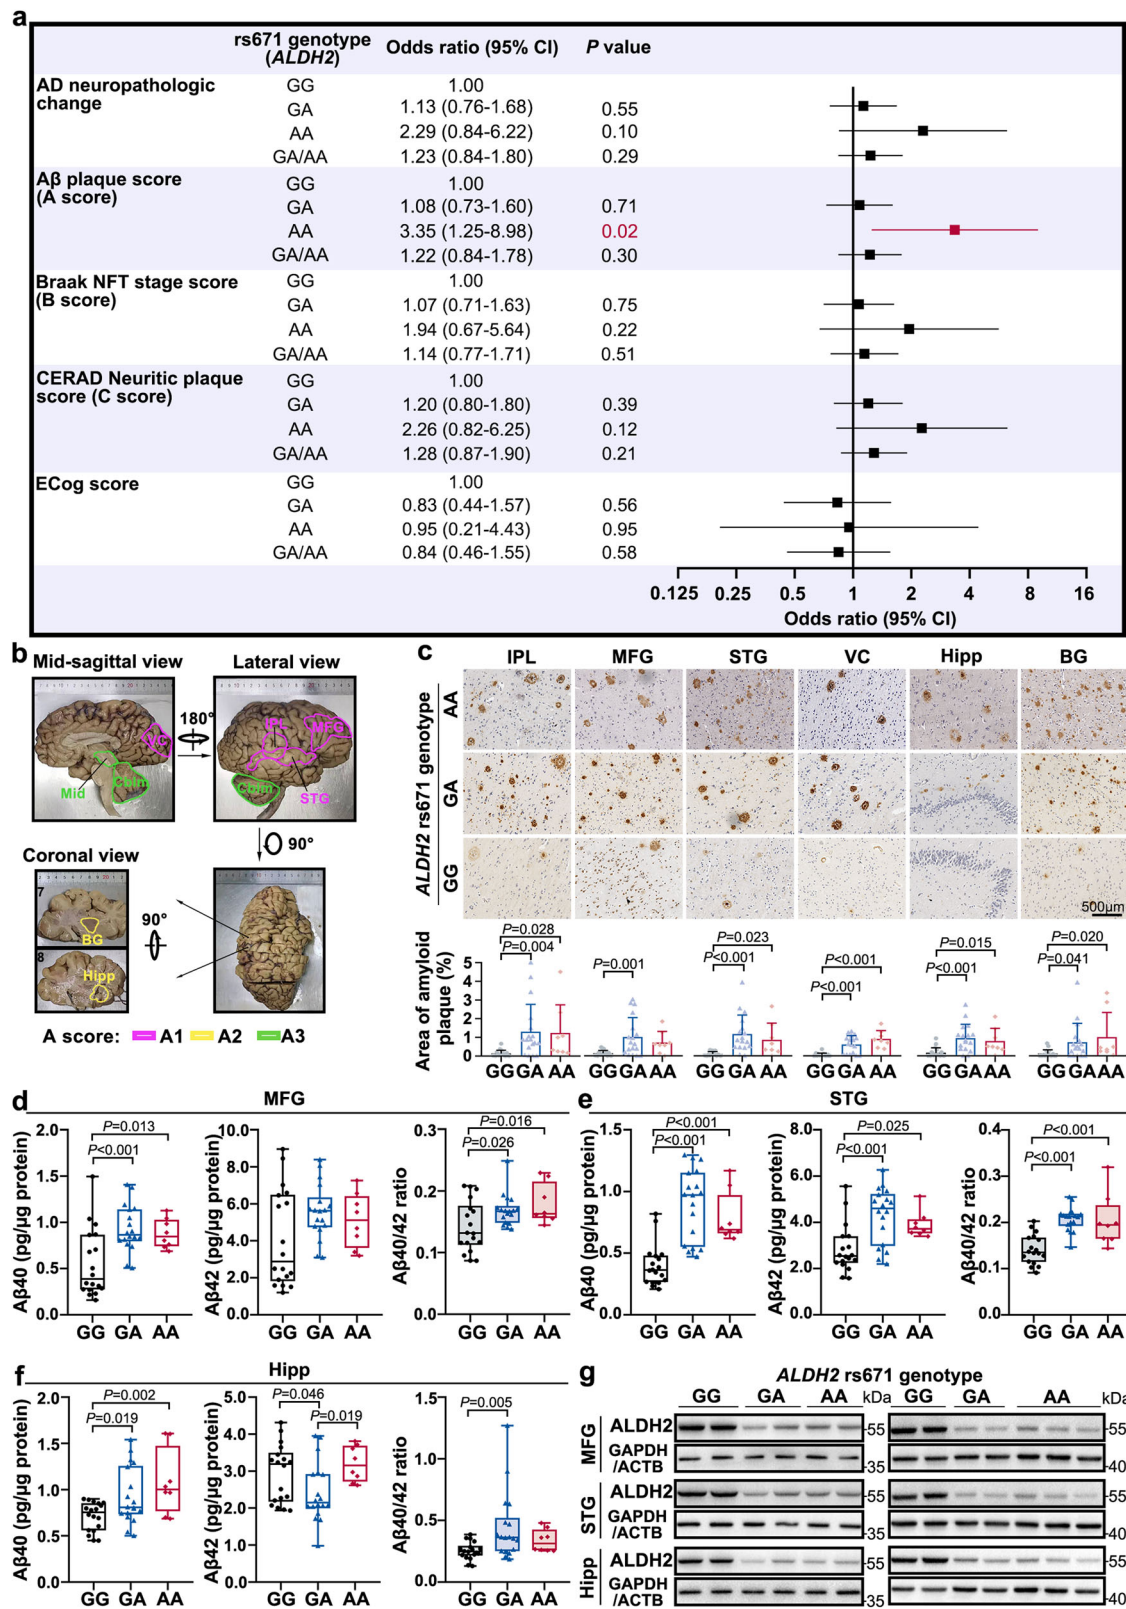 a
rs671 genotype (ALDH2) Odds ratio (95% CI) P value
AD neuropathologic change
GG 1.00
GA 1.13 (0.76-1.68) 0.55
AA 2.29 (0.84-6.22) 0.10
GA/AA 1.23 (0.84-1.80) 0.29
Aβ plaque score (A score)
GG 1.00
GA 1.08 (0.73-1.60) 0.71
AA 3.35 (1.25-8.98) 0.02
GA/AA 1.22 (0.84-1.78) 0.30
Braak NFT stage score (B score)
GG 1.00
GA 1.07 (0.71-1.63) 0.75
AA 1.94 (0.67-5.64) 0.22
GA/AA 1.14 (0.77-1.71) 0.51
CERAD Neuritic plaque score (C score)
GG 1.00
GA 1.20 (0.80-1.80) 0.39
AA 2.26 (0.82-6.25) 0.12
GA/AA 1.28 (0.87-1.90) 0.21
ECog score
GG 1.00
GA 0.83 (0.44-1.57) 0.56
AA 0.95 (0.21-4.43) 0.95
GA/AA 0.84 (0.46-1.55) 0.58
0.125 0.25 0.5 1 2 4 8 16
Odds ratio (95% CI)
b
Mid-sagittal view Lateral view
VC Mid Cblm
180°
IPL MFG STG Cblm
90°
Coronal view
7
BG
8
Hipp
90°
A score: A1 A2 A3
c
IPL MFG STG VC Hipp BG
ALDH2 rs671 genotype
AA
GA
GG
500μm
Area of amyloid plaque (%)
5
4
3
2
1
0
P=0.028
P=0.004
P=0.001
P=0.023
P<0.001
P<0.001
P<0.001
P=0.015
P<0.001
P=0.020
P=0.041
GG GA AA GG GA AA GG GA AA GG GA AA GG GA AA GG GA AA
d
MFG
Aβ40 (pg/μg protein)
2.0
1.5
1.0
0.5
0.0
P=0.013
P<0.001
GG GA AA
Aβ42 (pg/μg protein)
10.0
8.0
6.0
4.0
2.0
0.0
GG GA AA
Aβ40/42 ratio
0.3
0.2
0.1
0.0
P=0.016
P=0.026
GG GA AA
e
STG
Aβ40 (pg/μg protein)
1.5
1.0
0.5
0.0
P<0.001
P<0.001
GG GA AA
Aβ42 (pg/μg protein)
8.0
6.0
4.0
2.0
0.0
P=0.025
P<0.001
GG GA AA
Aβ40/42 ratio
0.4
0.3
0.2
0.1
0.0
P<0.001
P<0.001
GG GA AA
f
Hipp
Aβ40 (pg/μg protein)
2.0
1.5
1.0
0.5
0.0
P=0.002
P=0.019
GG GA AA
Aβ42 (pg/μg protein)
5.0
4.0
3.0
2.0
1.0
0.0
P=0.046
P=0.019
GG GA AA
Aβ40/42 ratio
1.5
1.0
0.5
0.0
P=0.005
GG GA AA
g
ALDH2 rs671 genotype
GG GA AA kDa GG GA AA kDa
MFG
ALDH2 55 55
GAPDH /ACTB 35 40
STG
ALDH2 55 55
GAPDH /ACTB 35 40
Hipp
ALDH2 55 55
GAPDH /ACTB 35 40